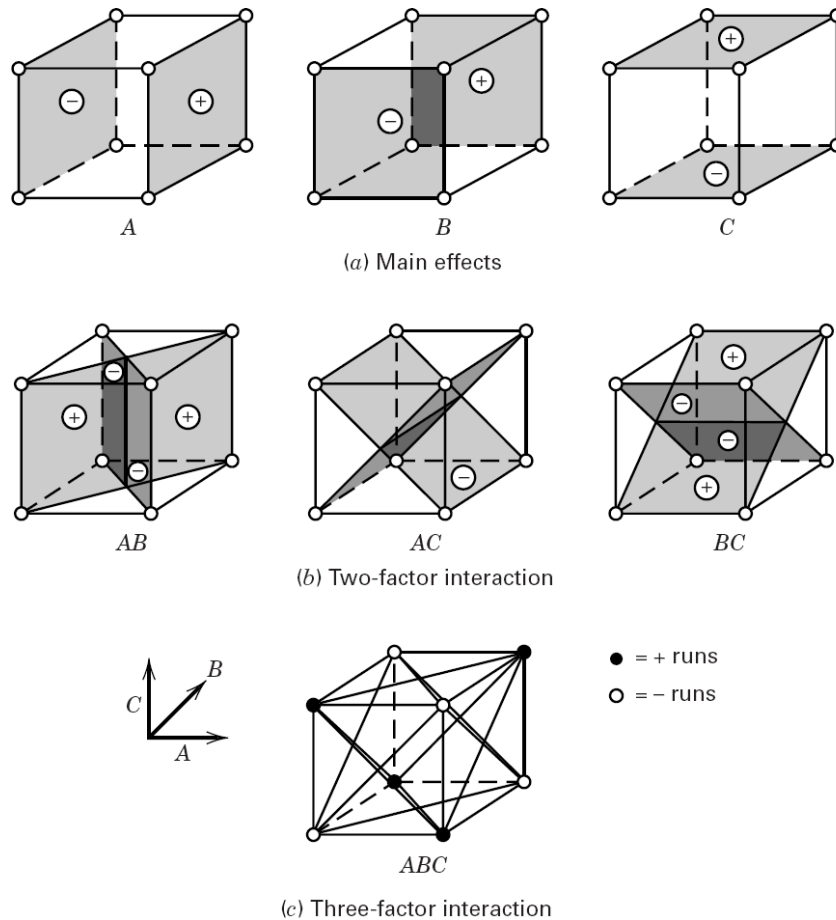 − + − + + −
A B C
(a) Main effects
− + + − + − − − +
AB AC BC
(b) Two-factor interaction
B
C
A
= + runs
= − runs
ABC
(c) Three-factor interaction